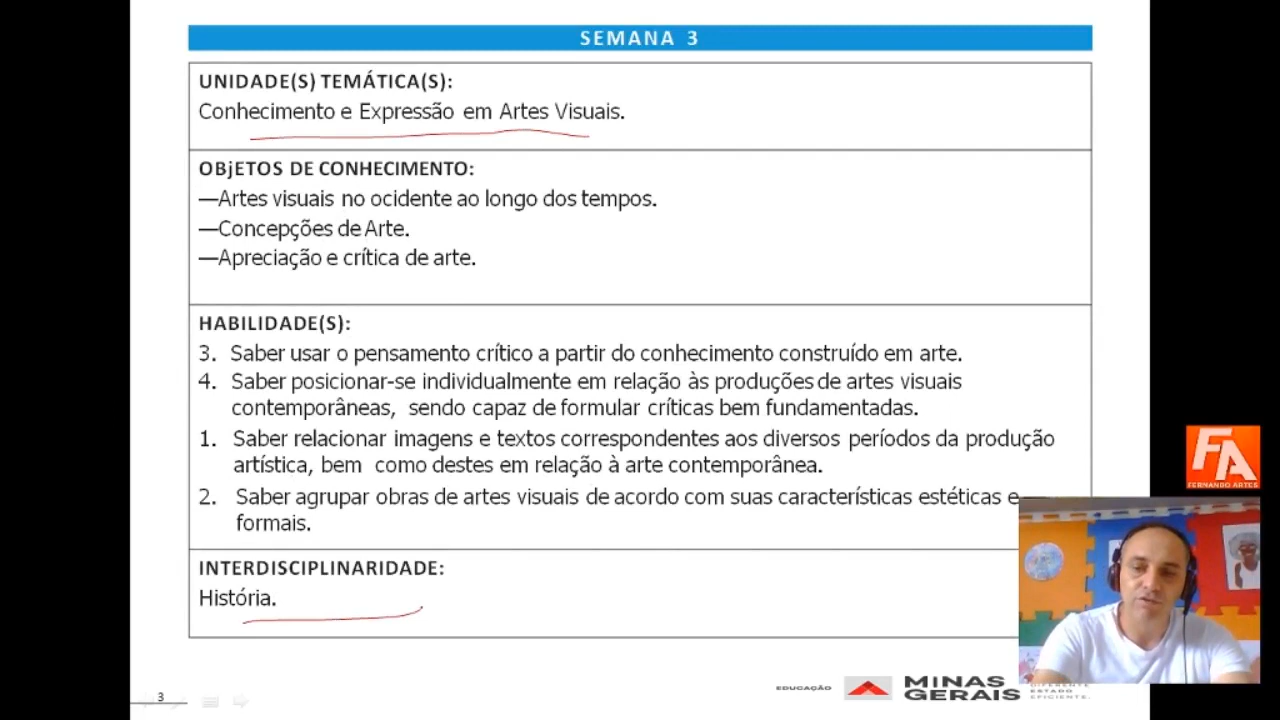 SEMANA 3
UNIDADE(S) TEMÁTICA(S):
Conhecimento e Expressão em Artes Visuais.
OBjETOS DE CONHECIMENTO:
—Artes visuais no ocidente ao longo dos tempos.
—Concepções de Arte.
—Apreciação e crítica de arte.
HABILIDADE(S):
3. Saber usar o pensamento crítico a partir do conhecimento construído em arte.
4. Saber posicionar-se individualmente em relação às produções de artes visuais
contemporâneas, sendo capaz de formular críticas bem fundamentadas.
1. Saber relacionar imagens e textos correspondentes aos diversos períodos da produção
artística, bem como destes em relação à arte contemporânea.
2. Saber agrupar obras de artes visuais de acordo com suas características estéticas e
formais.
INTERDISCIPLINARIDADE:
História.
FA
FERNANDO ARTES
3
EDUCAÇÃO
MINAS
GERAIS
DIFERENTE
ESTADO
EFICIENTE.